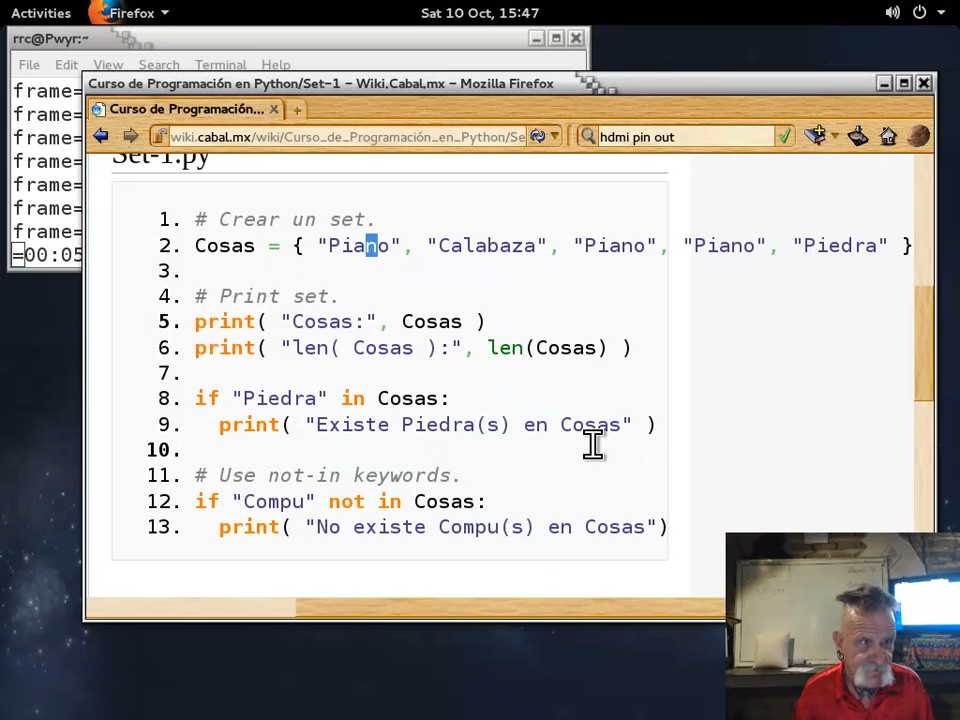 Activities Firefox Sat 10 Oct, 15:47
rrc@Pwyr:~
File Edit View Search Terminal Help
frame=
frame=
frame=
frame=
frame=
frame=
frame=
=00:05
Curso de Programación en Python/Set-1 – Wiki.Cabal.mx – Mozilla Firefox
Curso de Programación...
wiki.cabal.mx/wiki/Curso_de_Programación_en_Python/Se
hdmi pin out
Set-1.py
1. # Crear un set.
2. Cosas = { "Piano", "Calabaza", "Piano", "Piano", "Piedra" }
3.
4. # Print set.
5. print( "Cosas:", Cosas )
6. print( "len( Cosas ):", len(Cosas) )
7.
8. if "Piedra" in Cosas:
9. print( "Existe Piedra(s) en Cosas" )
10.
11. # Use not-in keywords.
12. if "Compu" not in Cosas:
13. print( "No existe Compu(s) en Cosas")